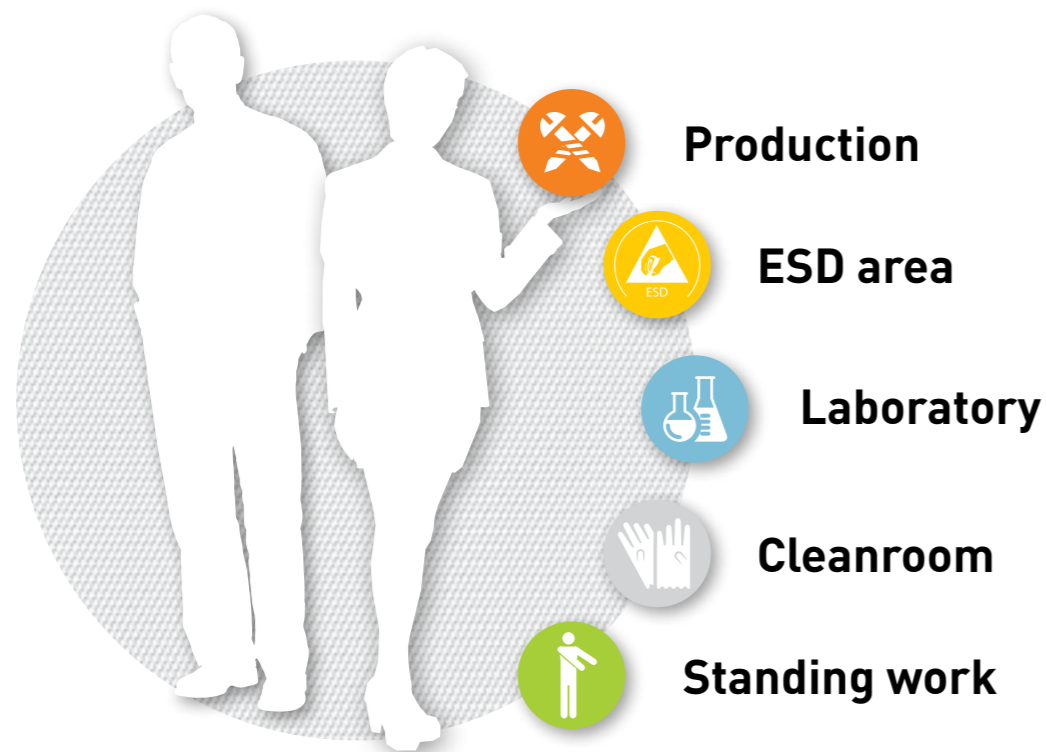 Production
ESD area
ESD
Laboratory
Cleanroom
Standing work